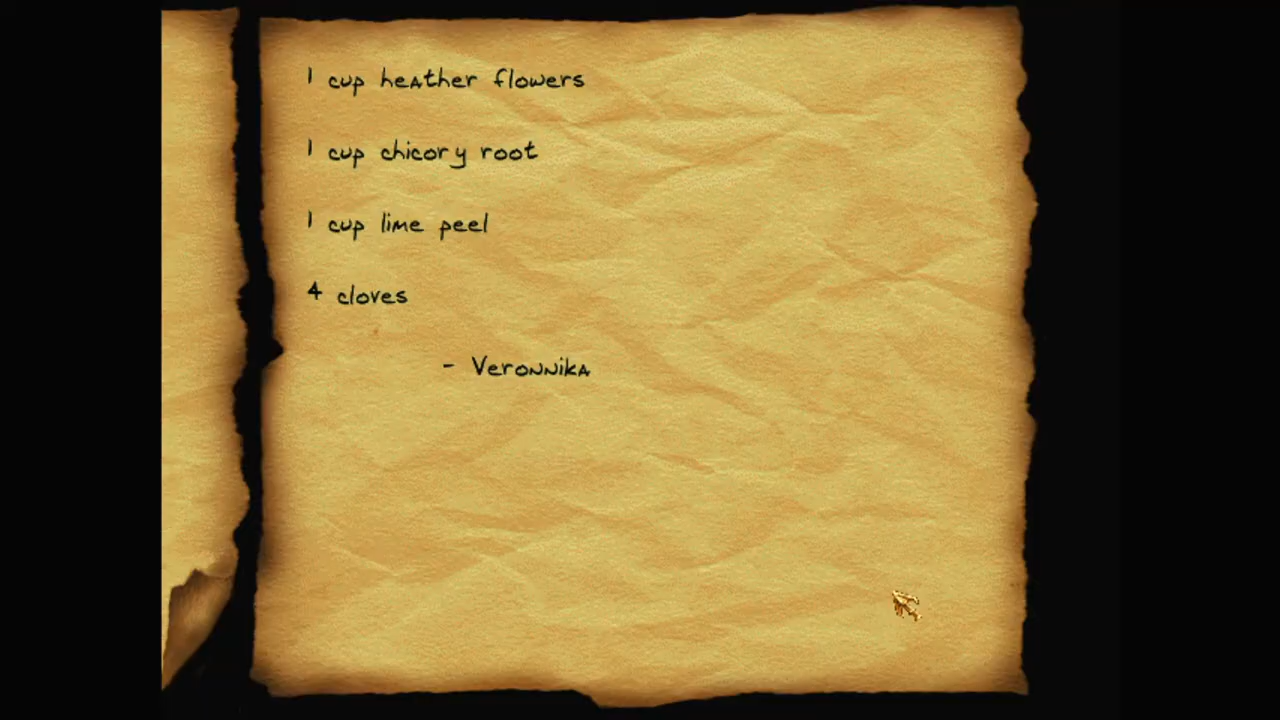 1 cup heather flowers
1 cup chicory root
1 cup lime peel
4 cloves
- Veronnika